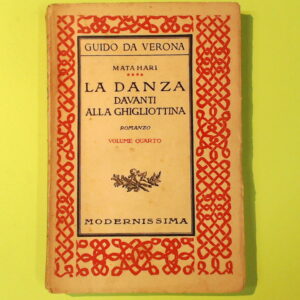 GUIDO DA VERONA
MATA-HARI
****
LA DANZA
DAVANTI
ALLA GHIGLIOTTINA
ROMANZO
VOLUME QUARTO
MODERNISSIMA